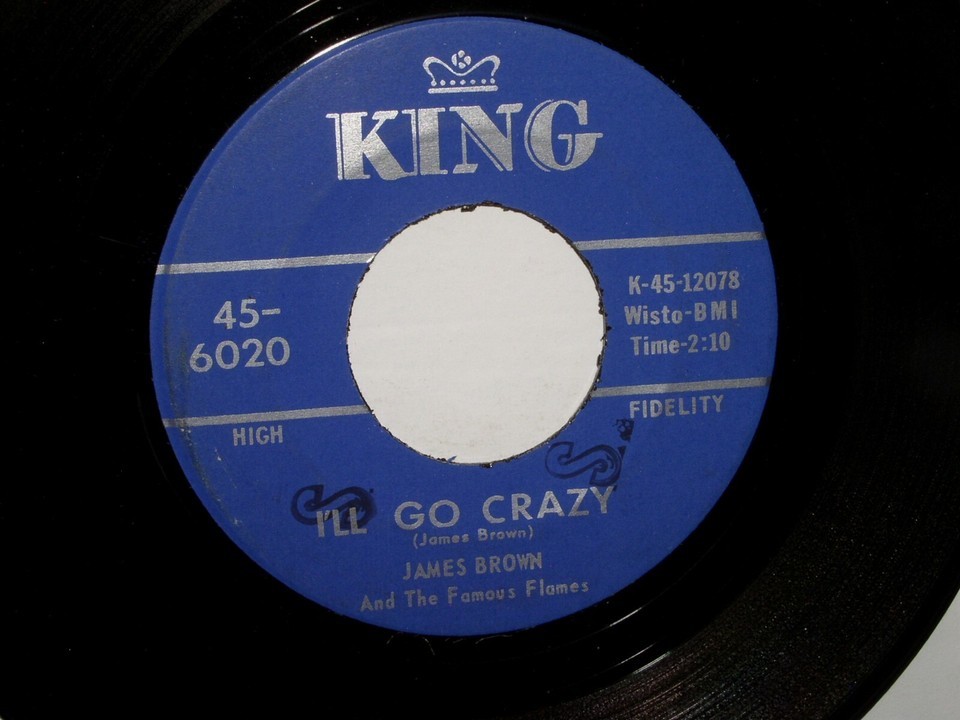 K
KING
45-
6020
K-45-12078
Wisto-BMI
Time-2:10
HIGH
FIDELITY
I'LL GO CRAZY
(James Brown)
JAMES BROWN
And The Famous Flames